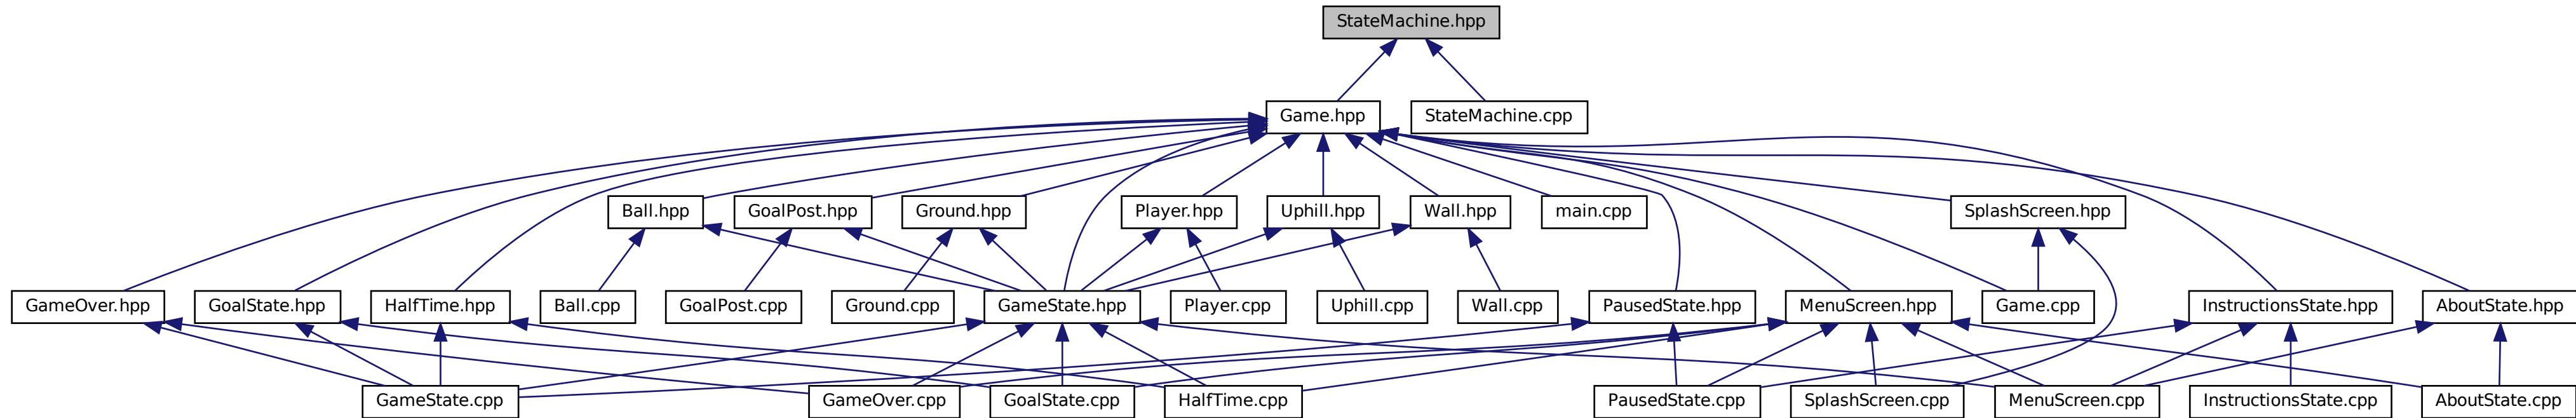 StateMachine.hpp
Game.hpp
StateMachine.cpp
Ball.hpp
GoalPost.hpp
Ground.hpp
Player.hpp
Uphill.hpp
Wall.hpp
main.cpp
SplashScreen.hpp
GameOver.hpp
GoalState.hpp
HalfTime.hpp
Ball.cpp
GoalPost.cpp
Ground.cpp
GameState.hpp
Player.cpp
Uphill.cpp
Wall.cpp
PausedState.hpp
MenuScreen.hpp
Game.cpp
InstructionsState.hpp
AboutState.hpp
GameState.cpp
GameOver.cpp
GoalState.cpp
HalfTime.cpp
PausedState.cpp
SplashScreen.cpp
MenuScreen.cpp
InstructionsState.cpp
AboutState.cpp